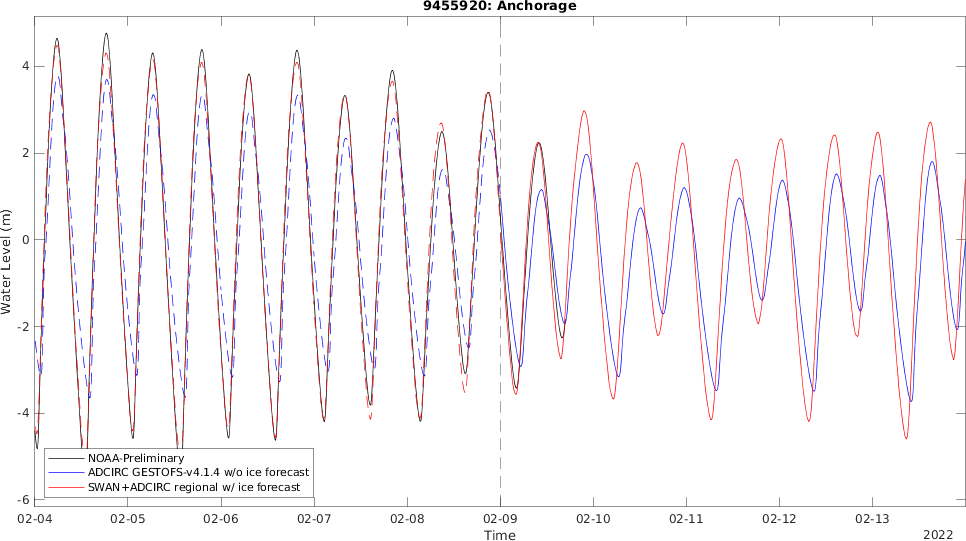 9455920: Anchorage
Water Level (m)
4
2
0
-2
-4
-6
NOAA-Preliminary
ADCIRC GESTOFS-v4.1.4 w/o ice forecast
SWAN+ADCIRC regional w/ ice forecast
02-04 02-05 02-06 02-07 02-08 02-09 02-10 02-11 02-12 02-13
Time
2022